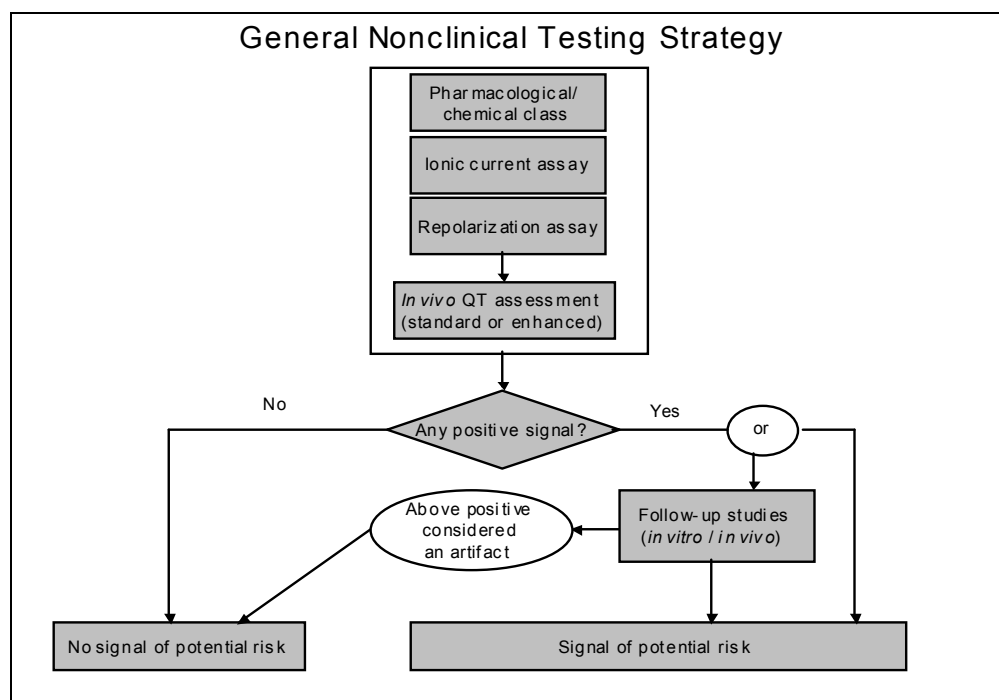 General Nonclinical Testing Strategy
Pharmacological/
chemical class
Ionic current assay
Repolarization assay
In vivo QT assessment
(standard or enhanced)
Any positive signal?
No
Yes
or
Follow-up studies
(in vitro / in vivo)
Above positive
considered
an artifact
No signal of potential risk
Signal of potential risk